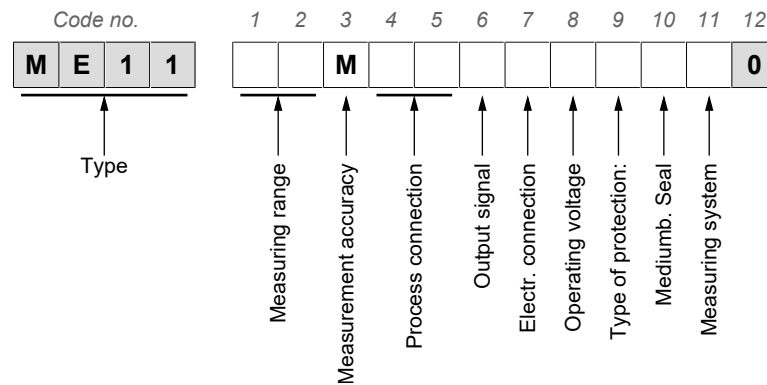 Code no. 1 2 3 4 5 6 7 8 9 10 11 12
M E 1 1 M 0
Type
Measuring range
Measurement accuracy
Process connection
Output signal
Electr. connection
Operating voltage
Type of protection:
Mediumb. Seal
Measuring system